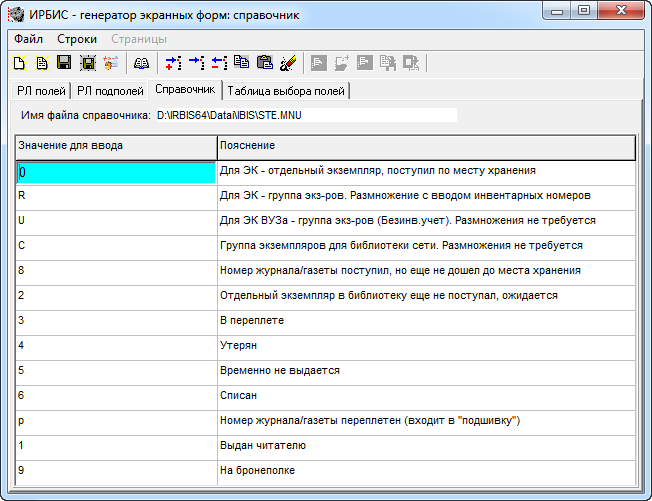 ИРБИС - генератор экранных форм: справочник
Файл Строки Страницы
РЛ полей РЛ подполей Справочник Таблица выбора полей
Имя файла справочника: D:\IRBIS64\Datai\IBIS\STE.MNU
Значение для ввода Пояснение
0 Для ЭК - отдельный экземпляр, поступил по месту хранения
R Для ЭК - группа экз-ров. Размножение с вводом инвентарных номеров
U Для ЭК ВУЗа - группа экз-ров (Безинв.учет). Размножения не требуется
C Группа экземпляров для библиотеки сети. Размножения не требуется
8 Номер журнала/газеты поступил, но еще не дошел до места хранения
2 Отдельный экземпляр в библиотеку еще не поступал, ожидается
3 В переплете
4 Утерян
5 Временно не выдается
6 Списан
p Номер журнала/газеты переплетен (входит в "подшивку")
1 Выдан читателю
9 На бронеполке